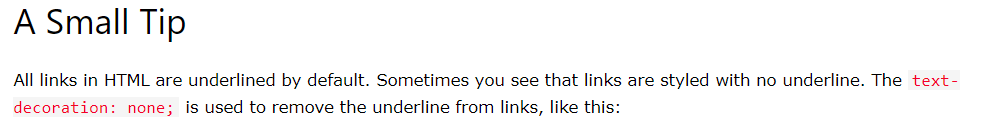 A Small Tip
All links in HTML are underlined by default. Sometimes you see that links are styled with no underline. The text-
decoration: none; is used to remove the underline from links, like this: